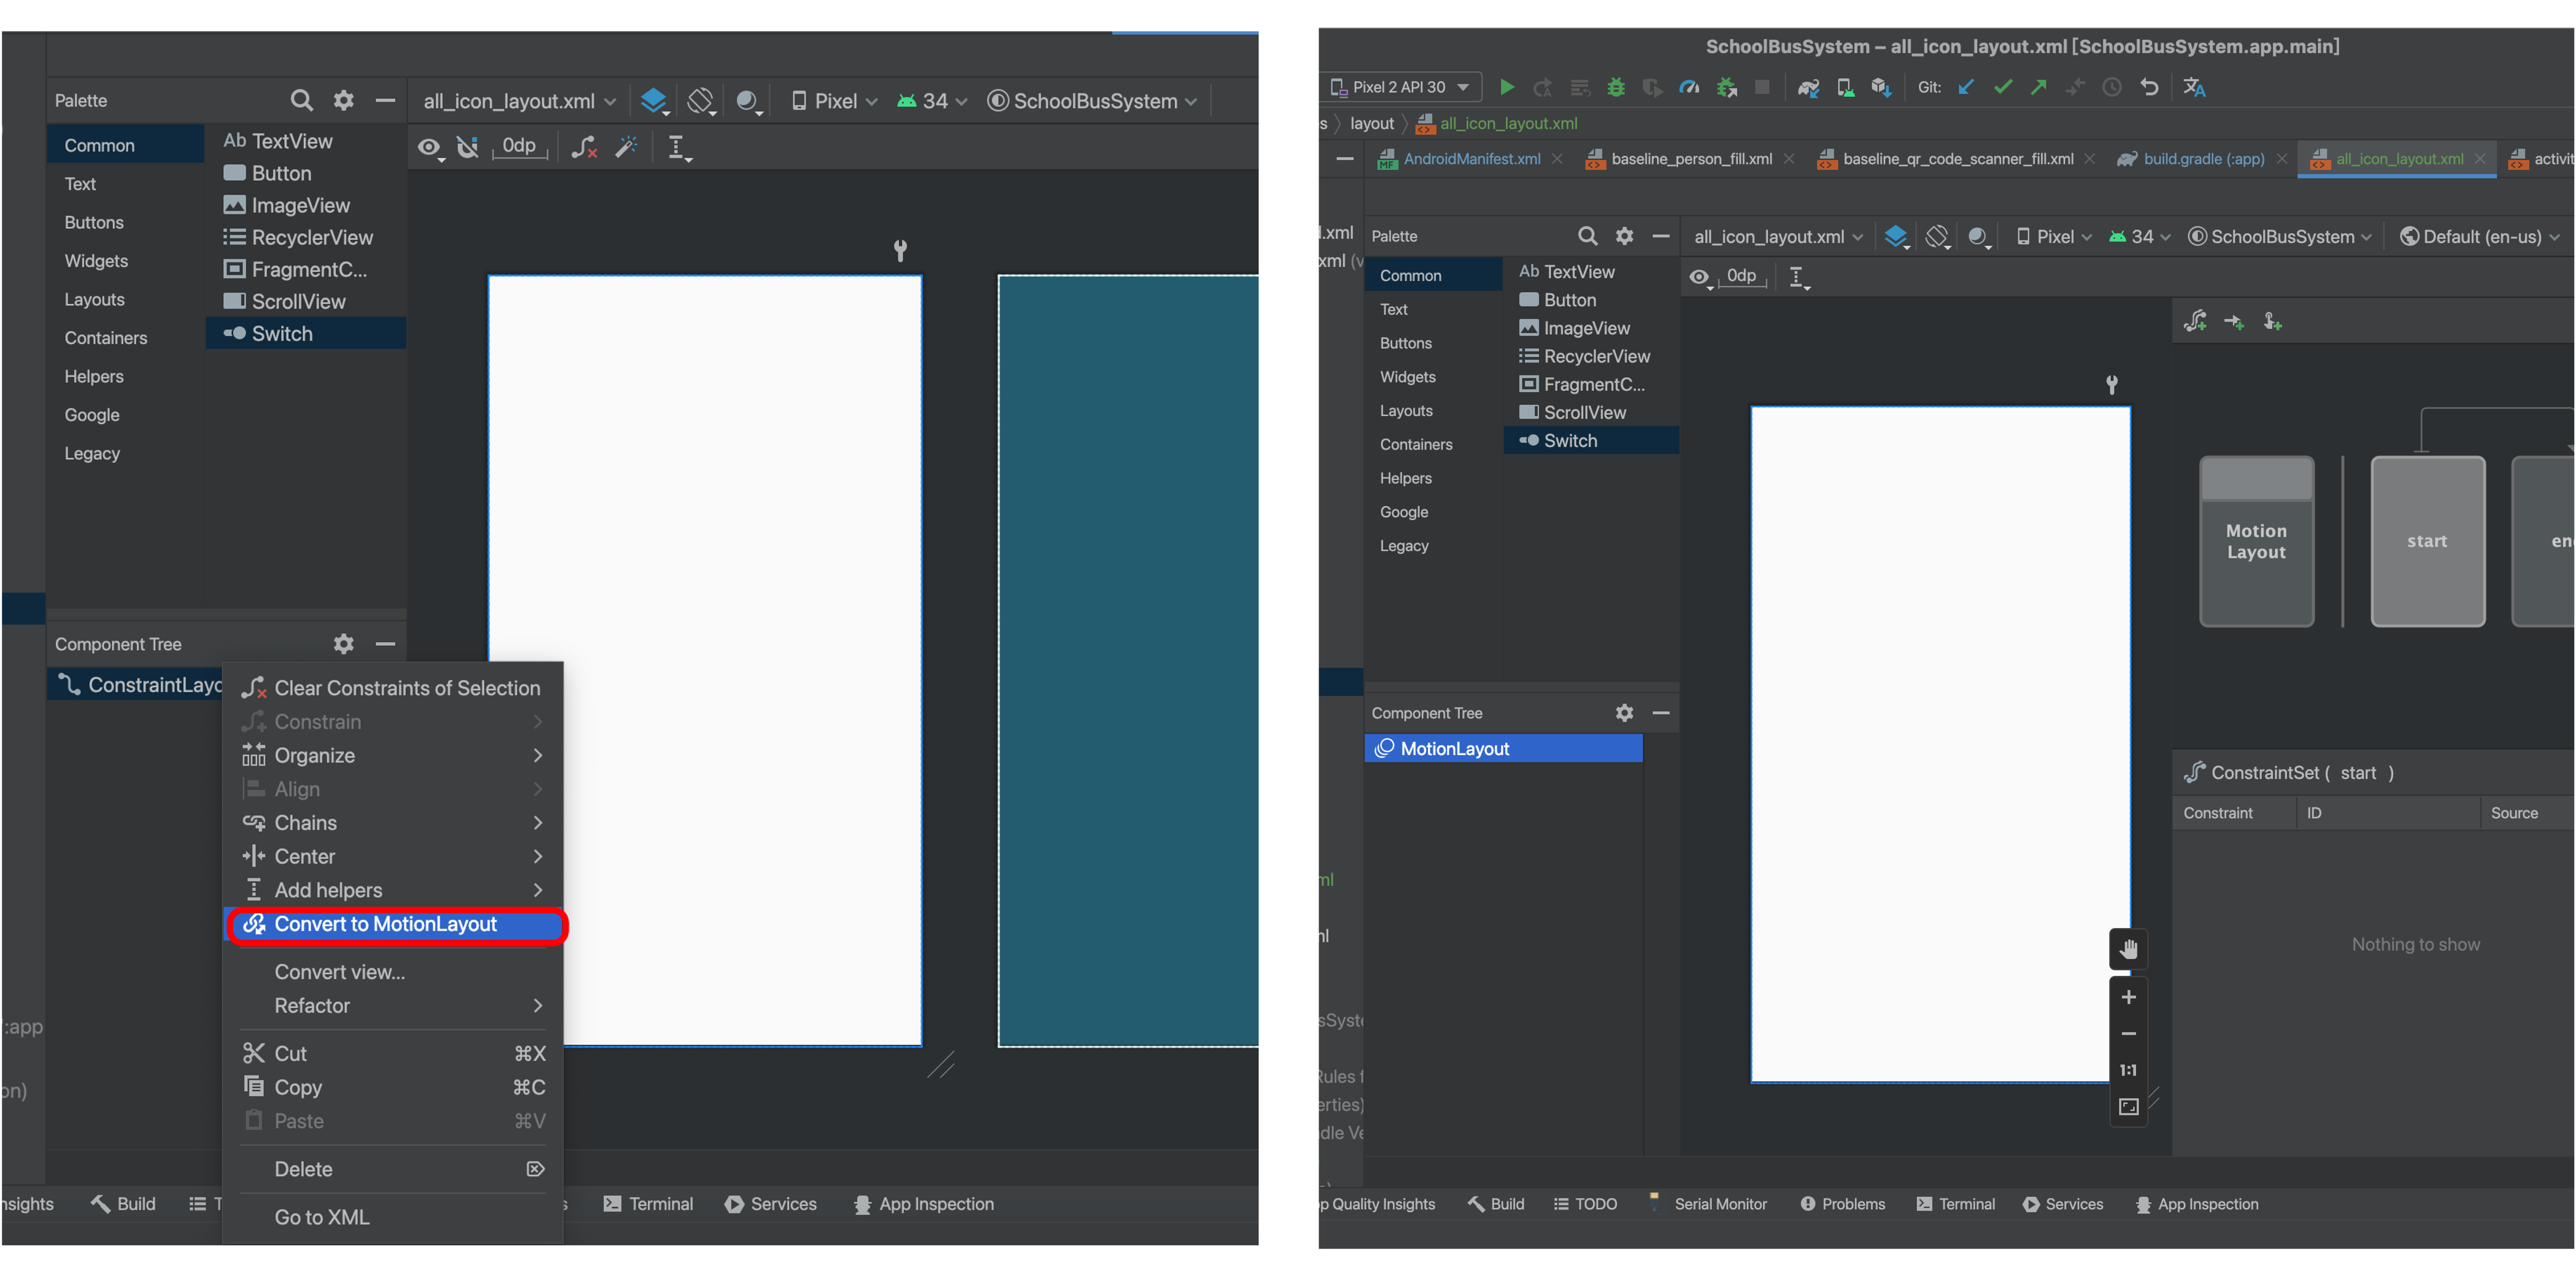 Palette
all_icon_layout.xml
Pixel
34
SchoolBusSystem
Common
Text
Buttons
Widgets
Layouts
Containers
Helpers
Google
Legacy
Ab TextView
Button
ImageView
RecyclerView
FragmentC...
ScrollView
Switch
0dp
Component Tree
ConstraintLayo
Clear Constraints of Selection
Constrain
Organize
Align
Chains
Center
Add helpers
Convert to MotionLayout
Convert view...
Refactor
Cut ⌘X
Copy ⌘C
Paste ⌘V
Delete
Go to XML
:app
on)
nsights
Build
T
s
Terminal
Services
App Inspection
SchoolBusSystem – all_icon_layout.xml [SchoolBusSystem.app.main]
Pixel 2 API 30
Git:
s
layout
all_icon_layout.xml
MF AndroidManifest.xml
baseline_person_fill.xml
baseline_qr_code_scanner_fill.xml
build.gradle (:app)
all_icon_layout.xml
activit
.xml
xml (v
Palette
all_icon_layout.xml
Pixel
34
SchoolBusSystem
Default (en-us)
Common
Text
Buttons
Widgets
Layouts
Containers
Helpers
Google
Legacy
Ab TextView
Button
ImageView
RecyclerView
FragmentC...
ScrollView
Switch
0dp
Motion
Layout
start
en
Component Tree
MotionLayout
ConstraintSet ( start )
Constraint
ID
Source
Nothing to show
1:1
ml
nl
sSyste
Rules f
erties)
dle Ve
p Quality Insights
Build
TODO
Serial Monitor
Problems
Terminal
Services
App Inspection